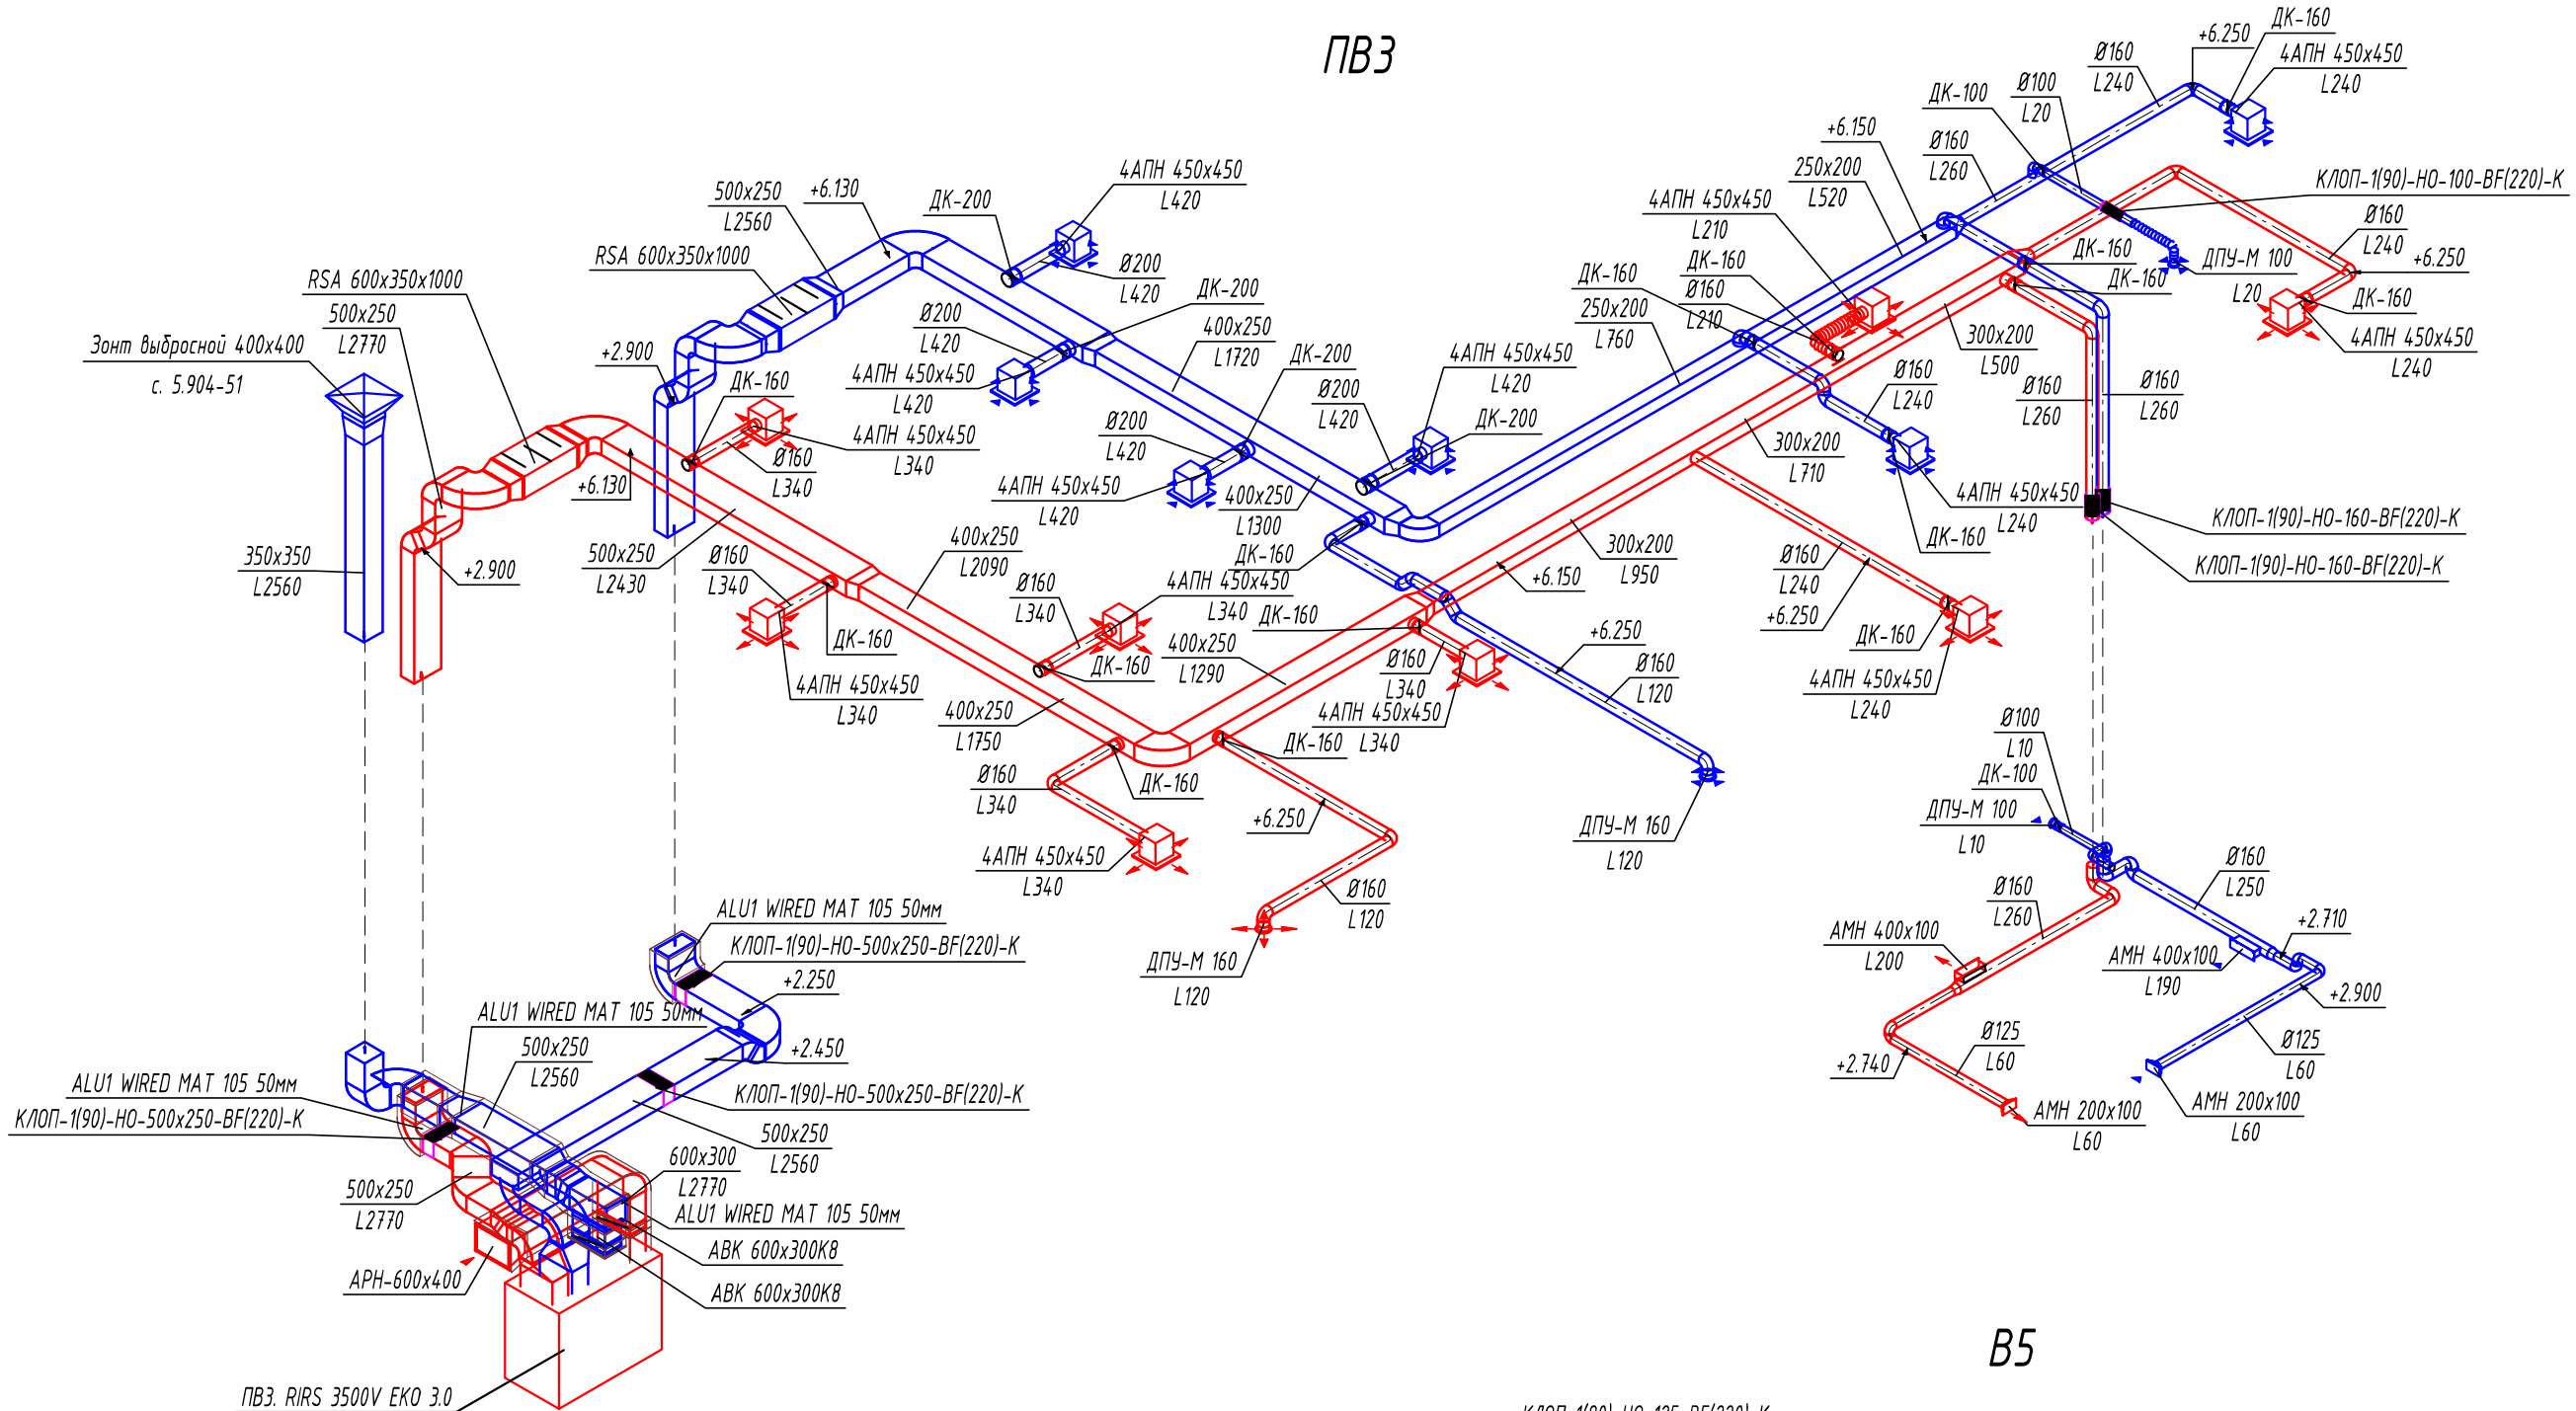 ПВ3
ДК-160
+6.250
4АПН 450х450
L240
Ø160
L240
Ø100
L20
ДК-100
+6.150
Ø160
L260
250х200
L520
КЛОП-1(90)-НО-100-BF(220)-К
4АПН 450х450
L210
ДК-160
Ø160
L210
ДК-160
250х200
L760
ДК-160
ДК-160
ДПУ-М 100
L20
Ø160
L240
+6.250
ДК-160
4АПН 450х450
L240
300х200
L500
Ø160
L260
Ø160
L260
Ø160
L240
4АПН 450х450
L240
ДК-160
300х200
L710
КЛОП-1(90)-НО-160-BF(220)-К
КЛОП-1(90)-НО-160-BF(220)-К
4АПН 450х450
L420
ДК-200
Ø200
L420
500х250
L2560
+6.130
RSA 600х350х1000
RSA 600х350х1000
500х250
L2770
Зонт выбросной 400х400
с. 5.904-51
+2.900
ДК-160
Ø200
L420
ДК-200
4АПН 450х450
L420
400х250
L1720
ДК-200
4АПН 450х450
L420
Ø200
L420
ДК-200
Ø200
L420
4АПН 450х450
L420
4АПН 450х450
L340
Ø160
L340
+6.130
400х250
L1300
ДК-160
350х350
L2560
+2.900
500х250
L2430
Ø160
L340
400х250
L2090
Ø160
L340
4АПН 450х450
L340
ДК-160
ДК-160
4АПН 450х450
L340
ДК-160
400х250
L1290
400х250
L1750
Ø160
L340
4АПН 450х450
L340
ДК-160
ДК-160
Ø160
L340
4АПН 450х450
L340
+6.250
Ø160
L120
ДПУ-М 160
L120
300х200
L950
+6.150
+6.250
Ø160
L120
ДПУ-М 160
L120
Ø160
L240
+6.250
ДК-160
4АПН 450х450
L240
Ø100
L10
ДК-100
ДПУ-М 100
L10
Ø160
L260
АМН 400х100
L200
Ø125
L60
+2.740
АМН 200х100
L60
Ø160
L250
+2.710
АМН 400х100
L190
+2.900
Ø125
L60
АМН 200х100
L60
ALU1 WIRED MAT 105 50мм
КЛОП-1(90)-НО-500х250-BF(220)-К
+2.250
ALU1 WIRED MAT 105 50мм
500х250
L2560
+2.450
ALU1 WIRED MAT 105 50мм
КЛОП-1(90)-НО-500х250-BF(220)-К
КЛОП-1(90)-НО-500х250-BF(220)-К
500х250
L2560
600х300
L2770
500х250
L2770
ALU1 WIRED MAT 105 50мм
АВК 600х300К8
АРН-600х400
АВК 600х300К8
ПВ3. RIRS 3500V EKO 3.0
В5
КЛОП-1(90)-НО-125-BF(220)-К